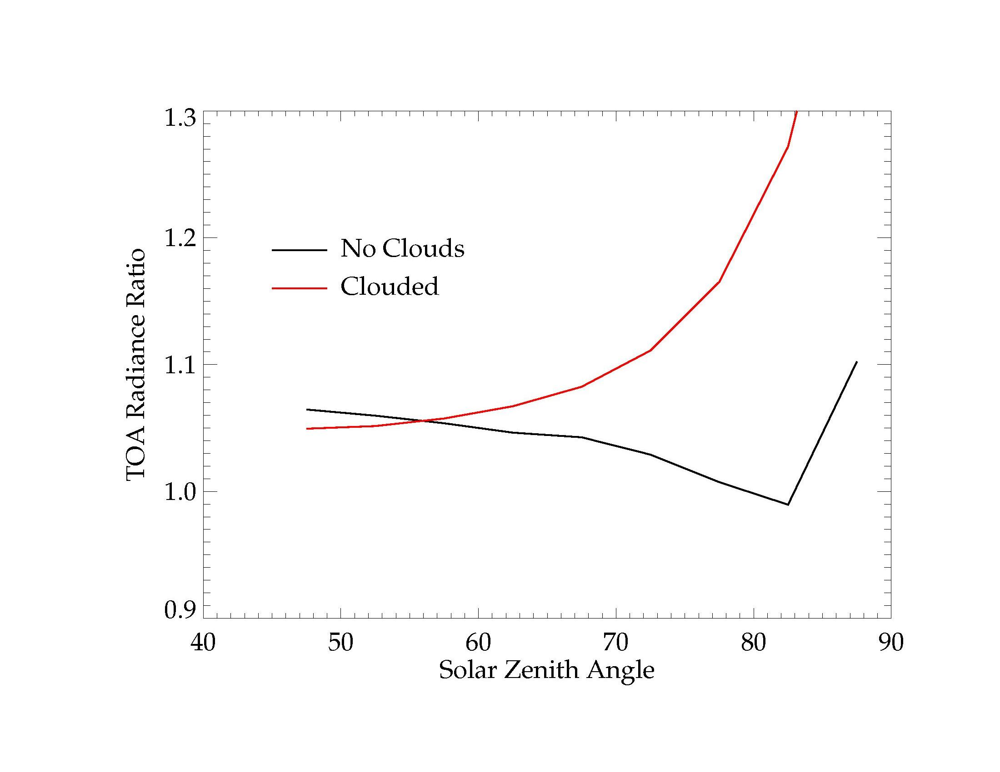 1.3
1.2
1.1
1.0
0.9
TOA Radiance Ratio
No Clouds
Clouded
40 50 60 70 80 90
Solar Zenith Angle